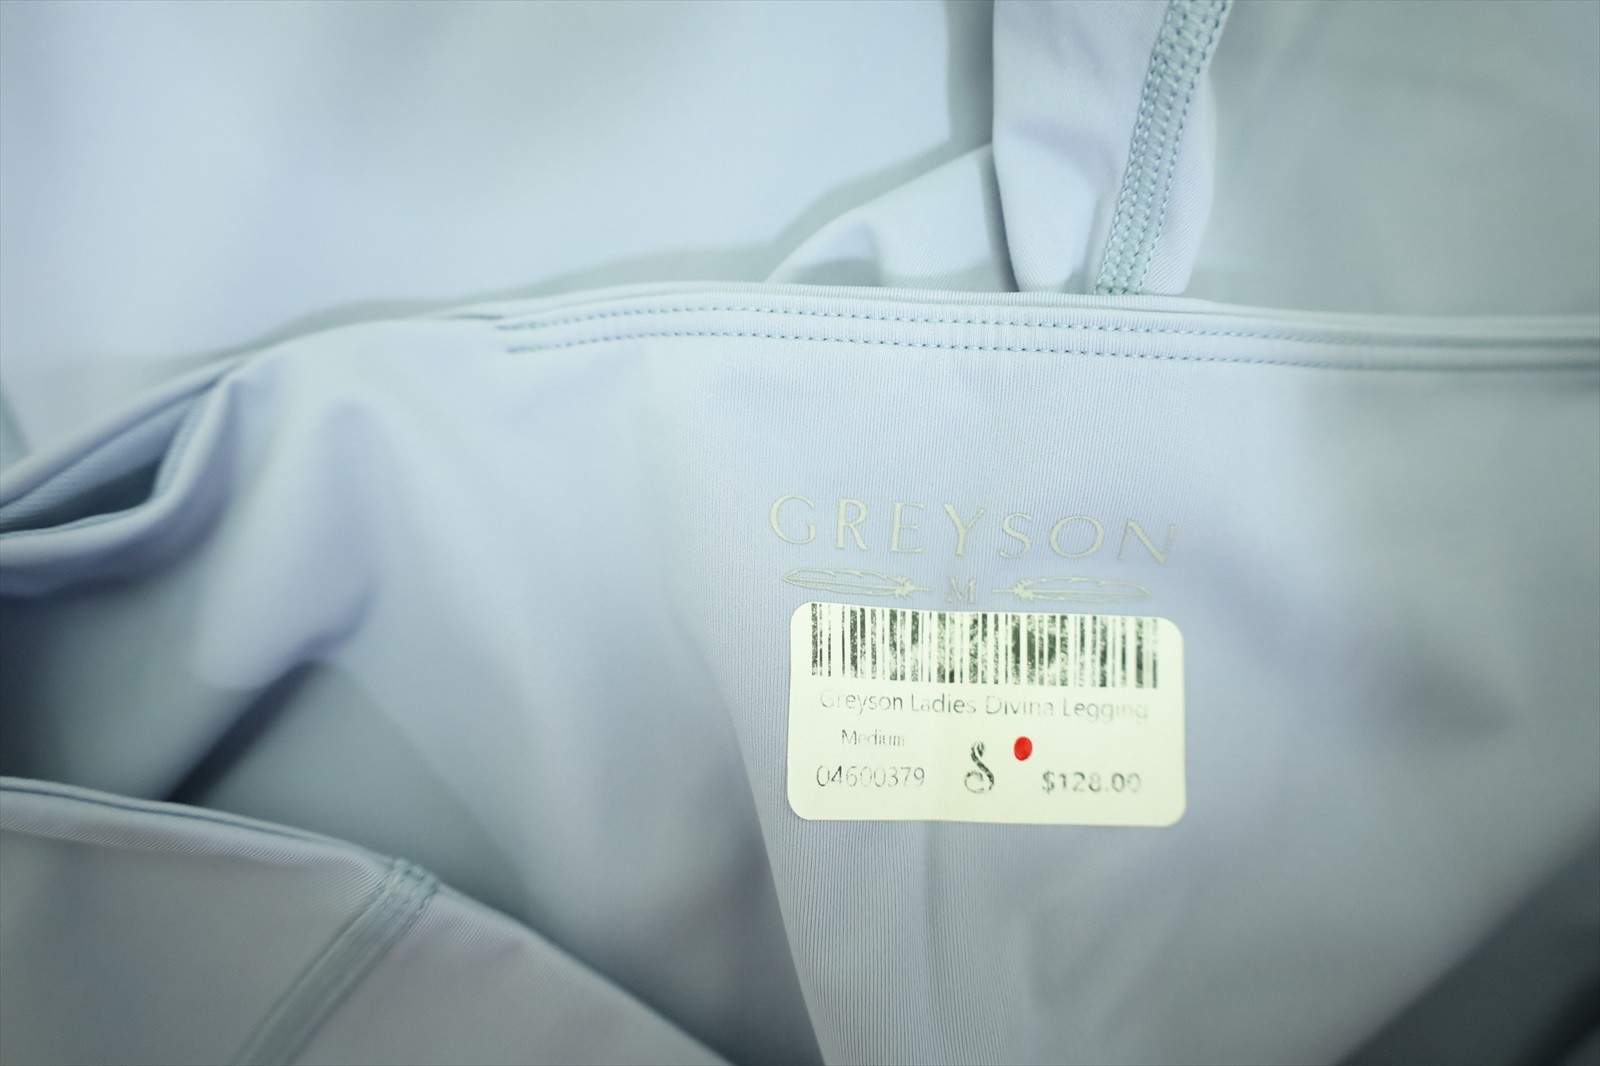 GREYSON
M
Greyson Ladies Divina Legging
Medium
04600379 S $128.00